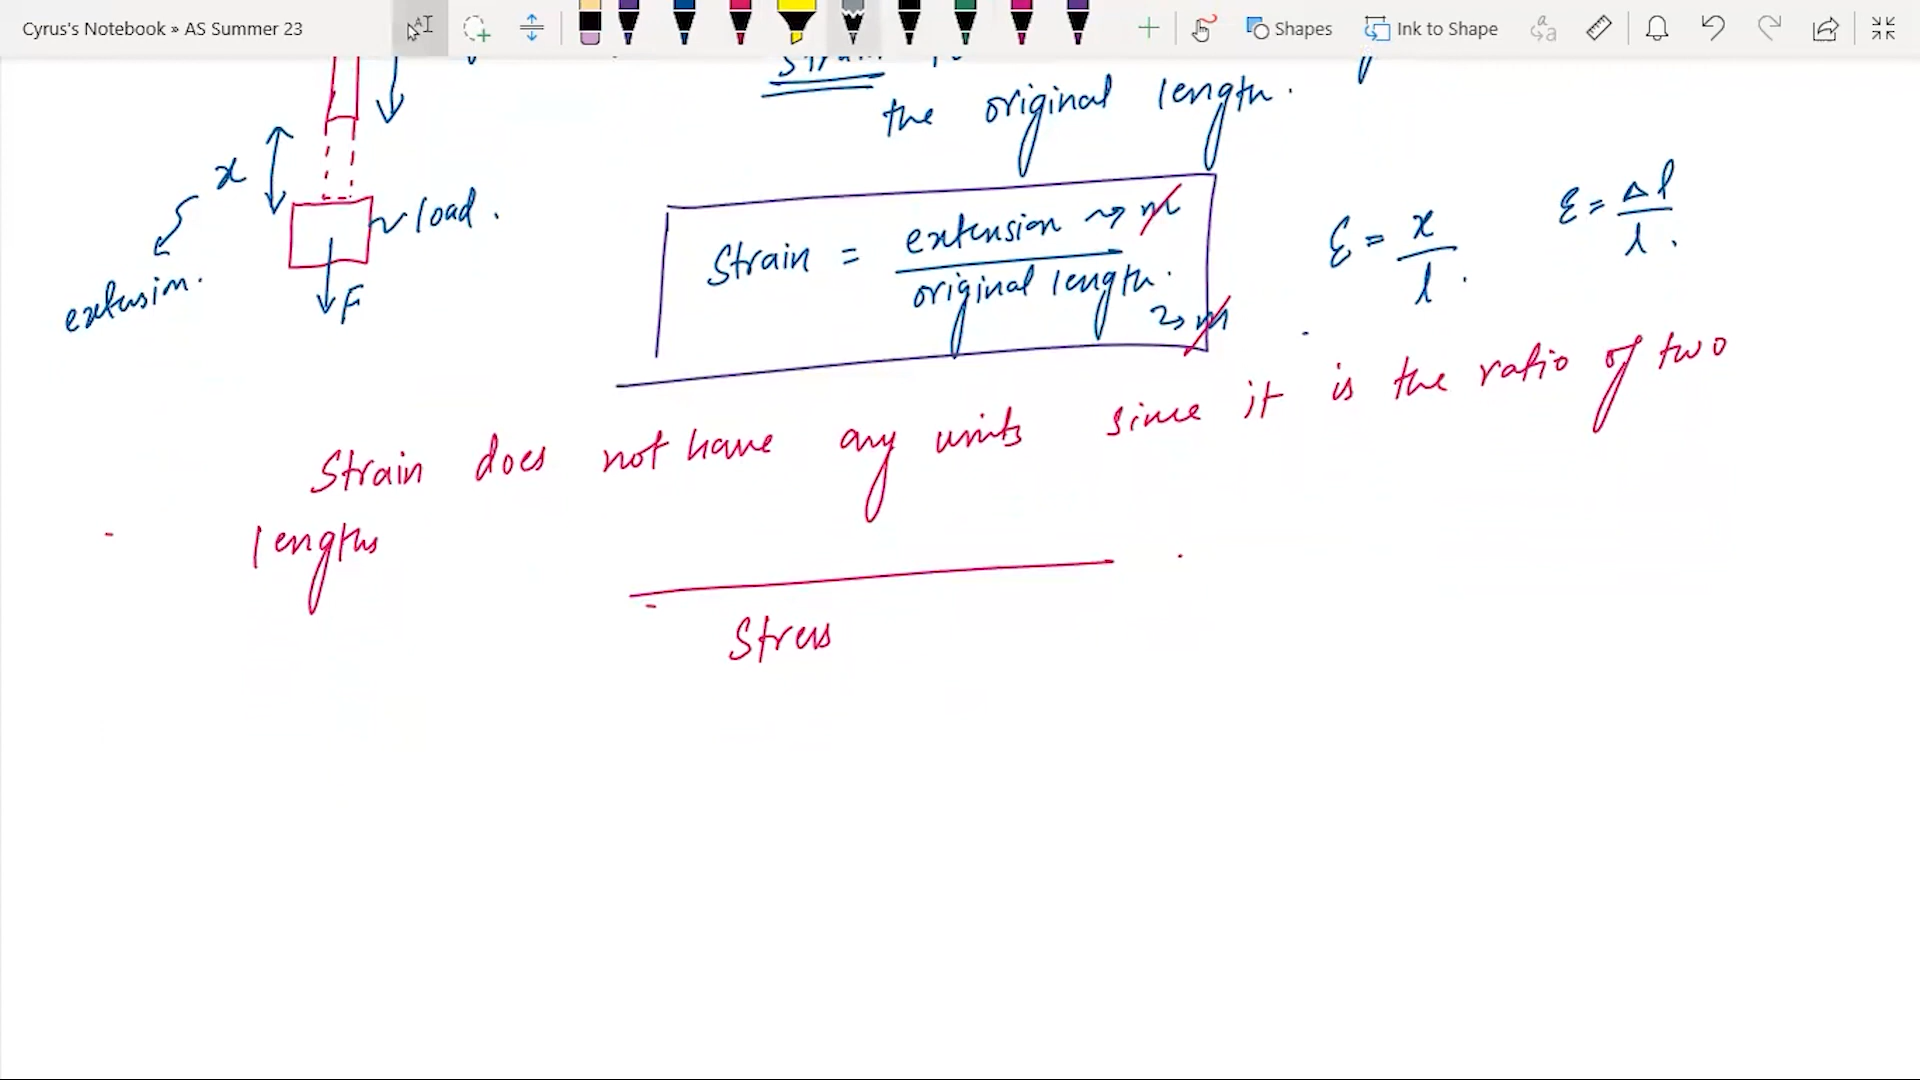 Cyrus's Notebook » AS Summer 23
Shapes
Ink to Shape
Strain
the original length.
x
load.
extension.
F
Strain = extension → m
original length.
↳ m
ε = x / l.
ε = Δl / l.
Strain does not have any units since it is the ratio of two
lengths
Stress